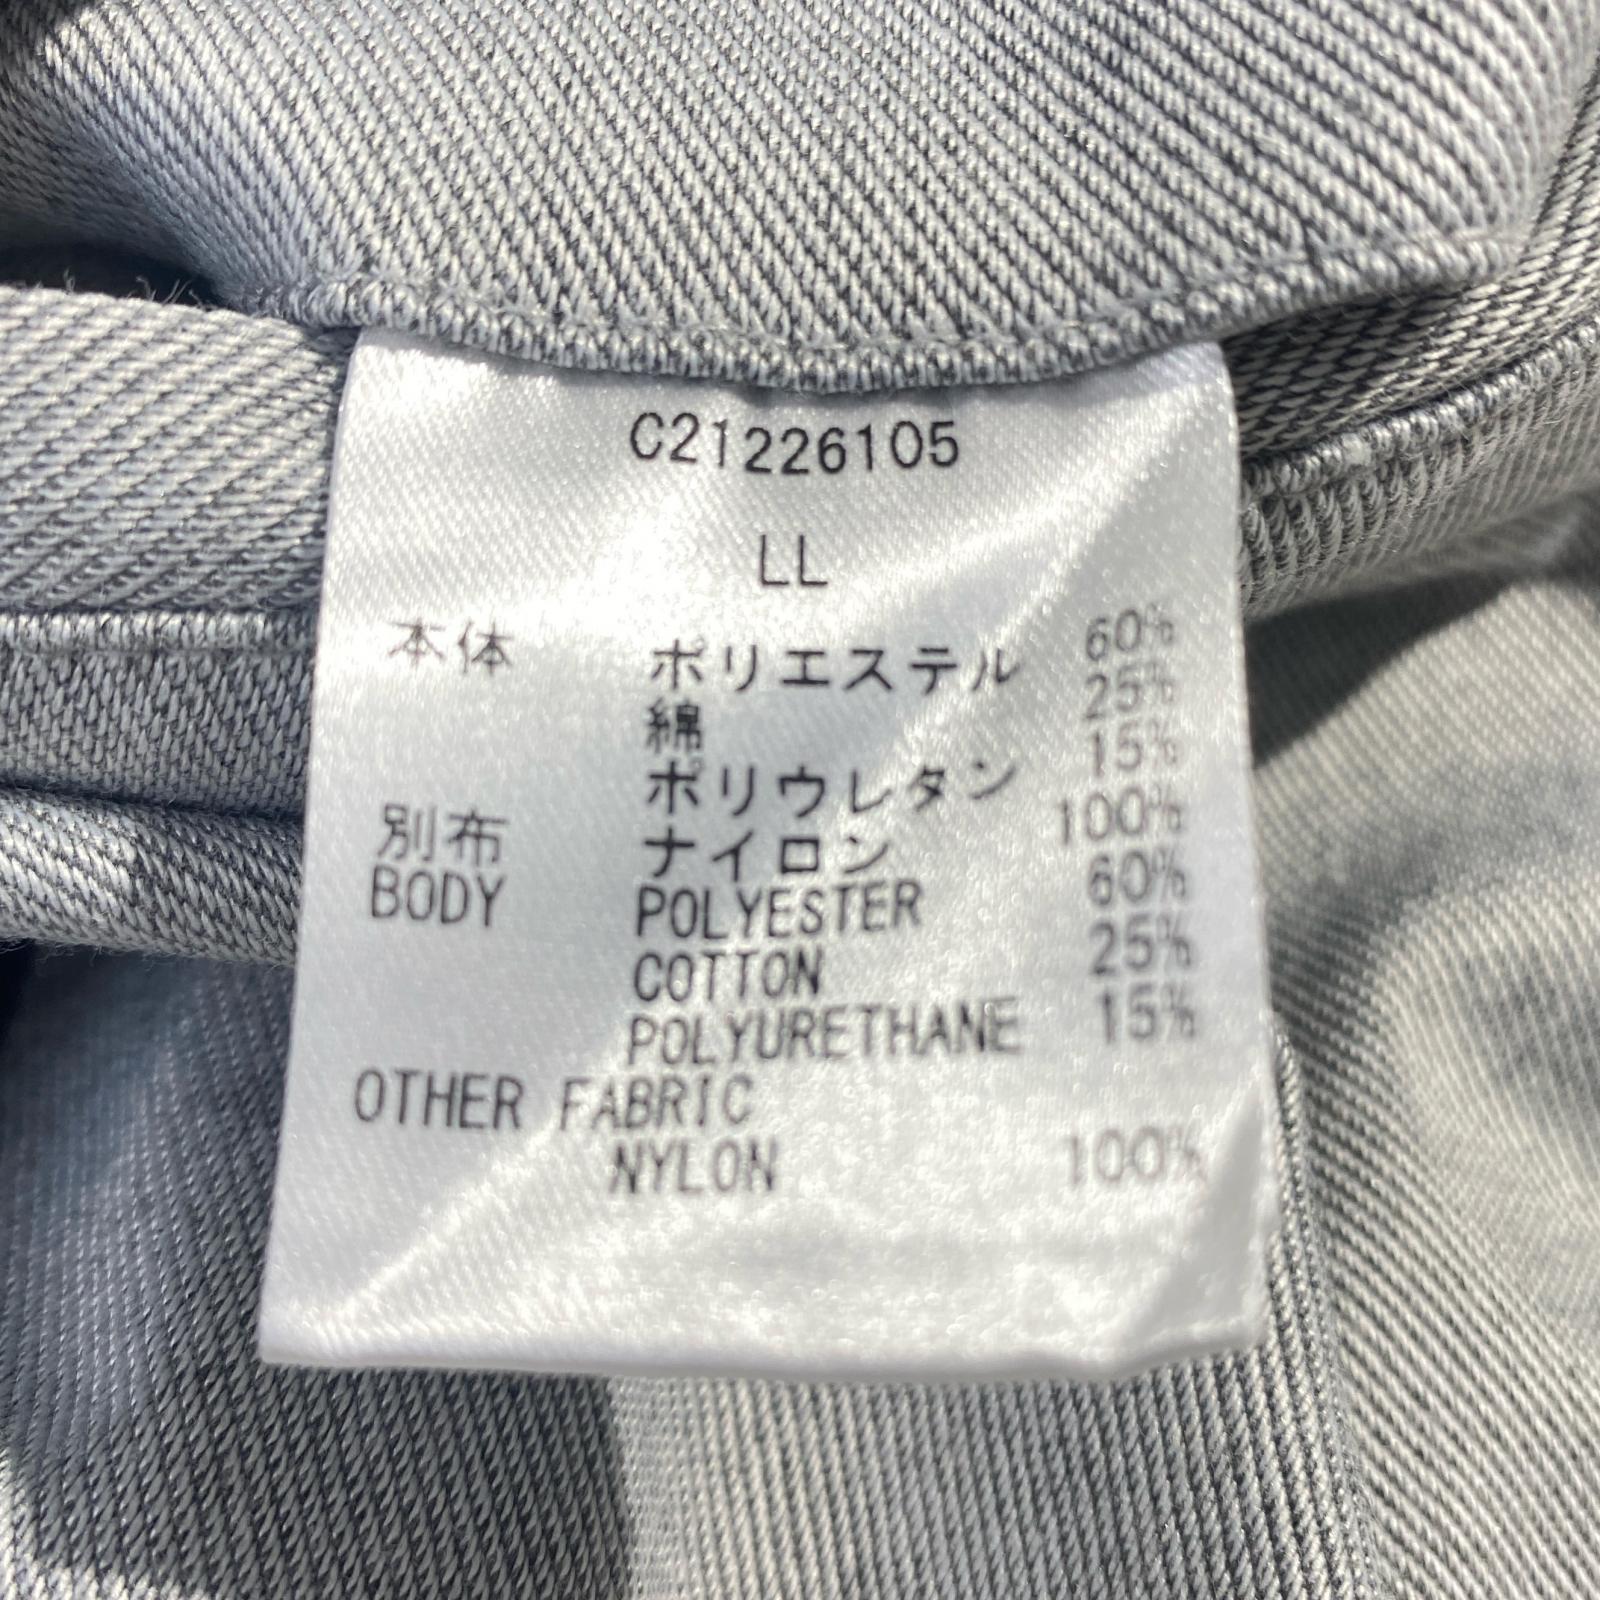 C21226105
LL
本体 ポリエステル 60%
綿 25%
ポリウレタン 15%
別布 ナイロン 100%
BODY POLYESTER 60%
COTTON 25%
POLYURETHANE 15%
OTHER FABRIC
NYLON 100%